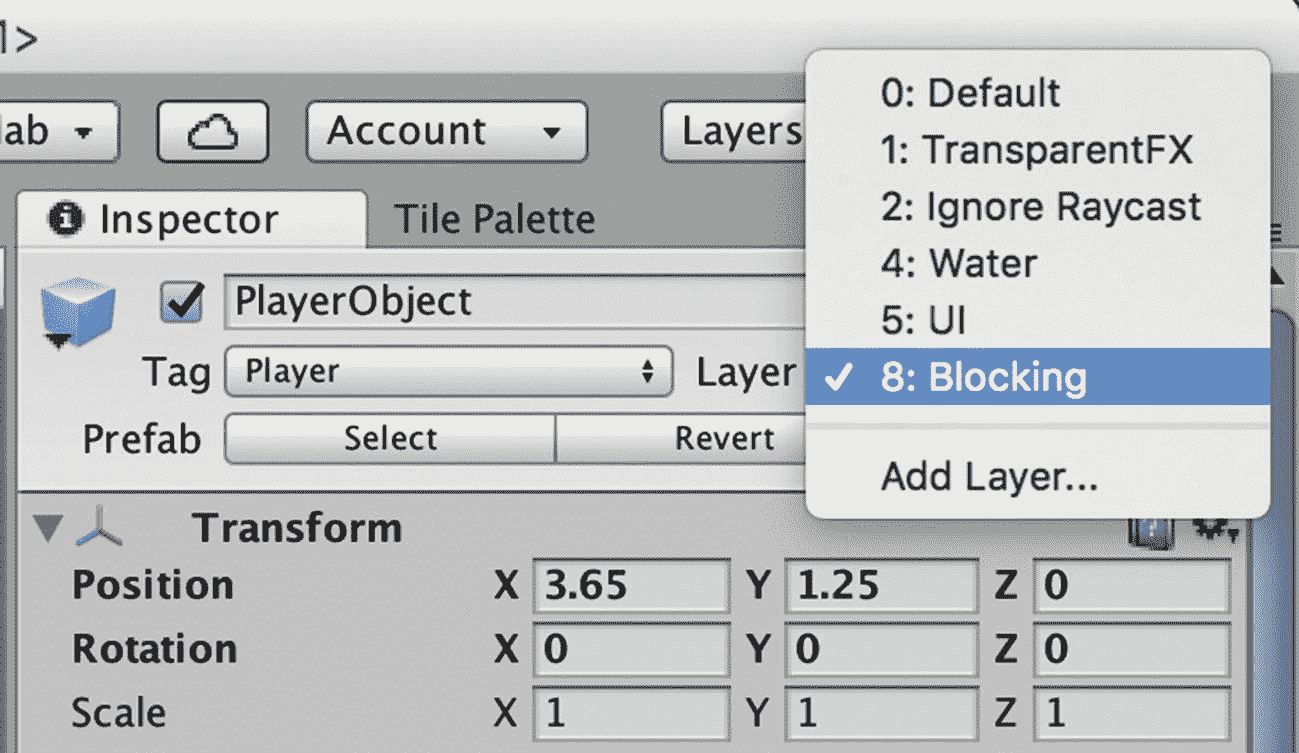 1>
lab Account Layers
Inspector Tile Palette
PlayerObject
Tag Player Layer
Prefab Select Revert
0: Default
1: TransparentFX
2: Ignore Raycast
4: Water
5: UI
✓ 8: Blocking
Add Layer...
Transform
Position X 3.65 Y 1.25 Z 0
Rotation X 0 Y 0 Z 0
Scale X 1 Y 1 Z 1